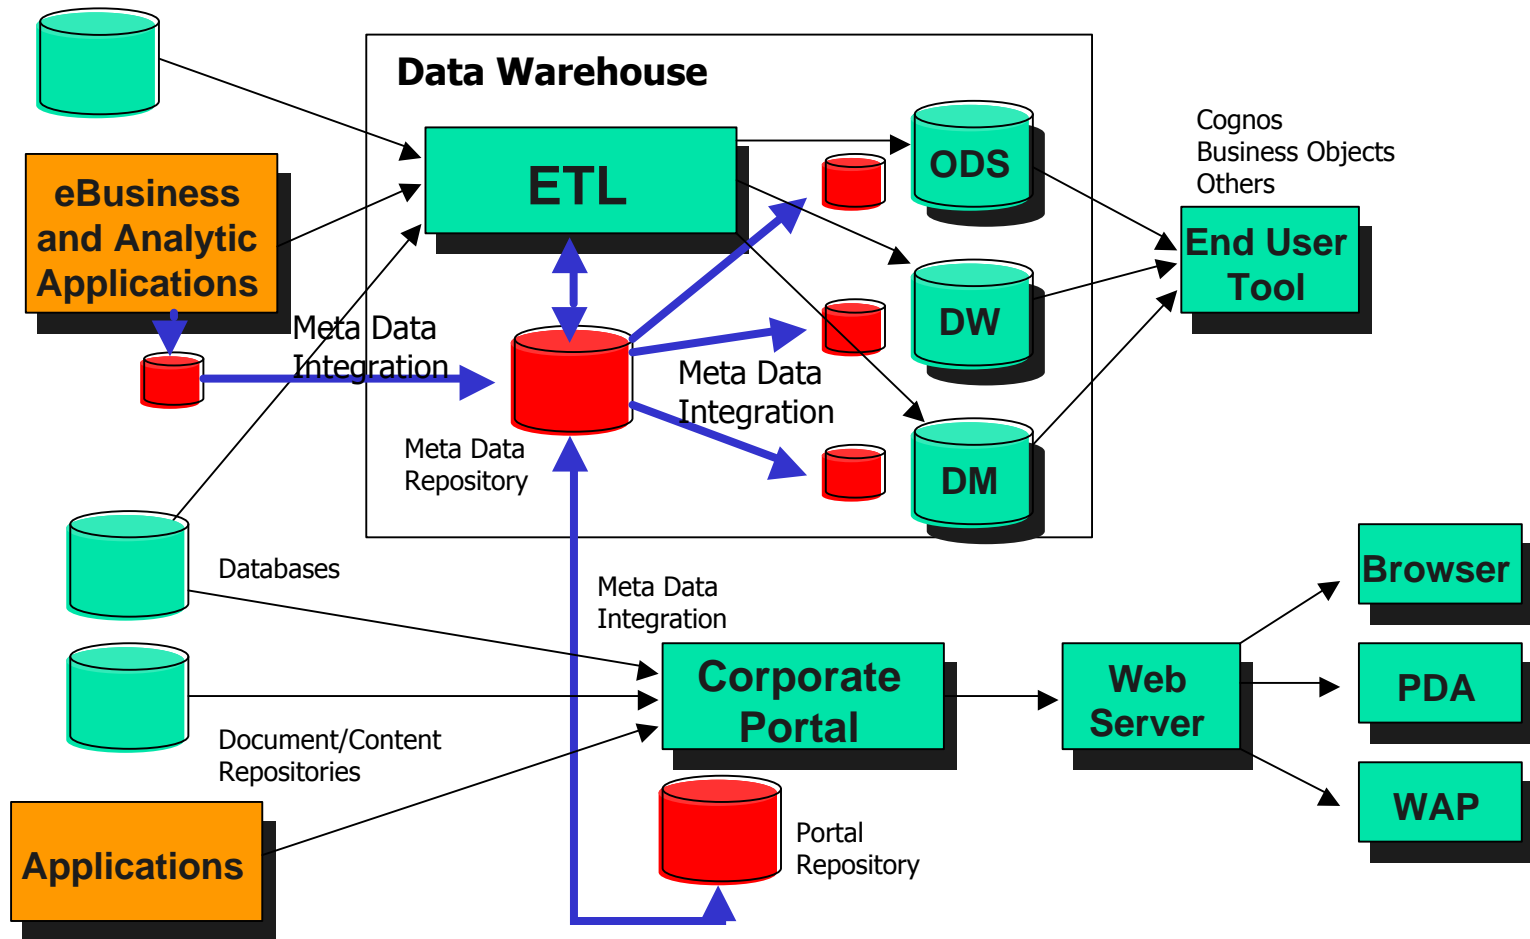 Data Warehouse
ETL
ODS
Cognos
Business Objects
Others
eBusiness
and Analytic
Applications
End User
Tool
DW
Meta Data
Integration
Meta Data
Integration
Meta Data
Repository
DM
Databases
Meta Data
Integration
Browser
Corporate
Portal
Web
Server
PDA
Document/Content
Repositories
WAP
Applications
Portal
Repository